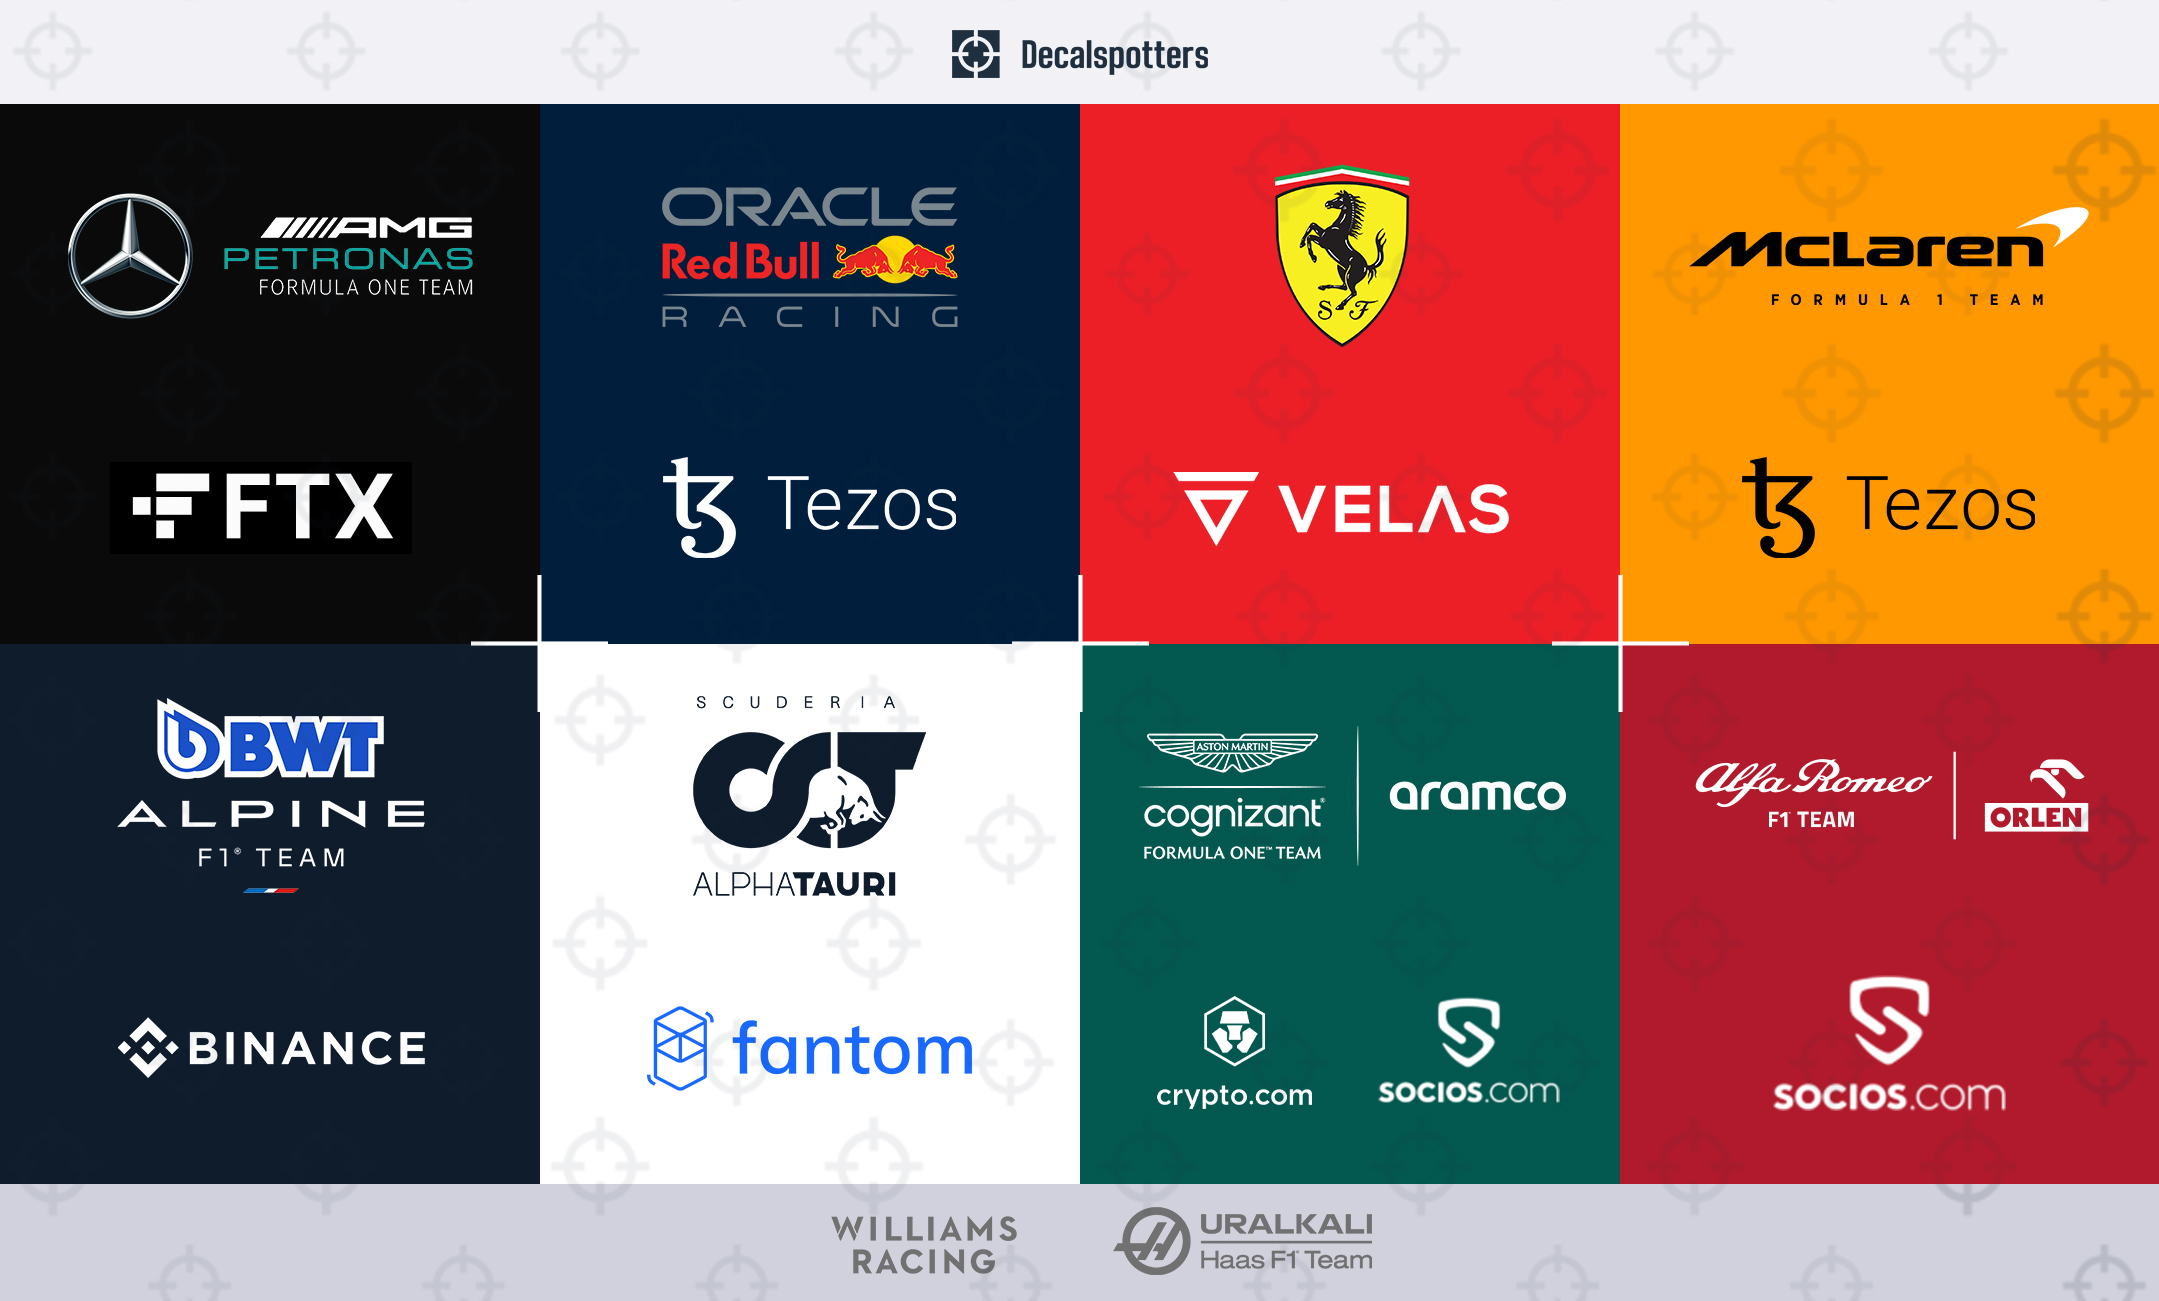 Decalspotters
AMG
PETRONAS
FORMULA ONE TEAM
FTX
ORACLE
Red Bull
RACING
Tezos
S F
VELAS
McLaren
FORMULA 1 TEAM
Tezos
BWT
ALPINE
F1® TEAM
BINANCE
SCUDERIA
ALPHATAURI
fantom
ASTON MARTIN
cognizant®
FORMULA ONE™ TEAM
aramco
crypto.com
socios.com
Alfa Romeo
F1 TEAM
ORLEN
socios.com
WILLIAMS
RACING
URALKALI
Haas F1 Team